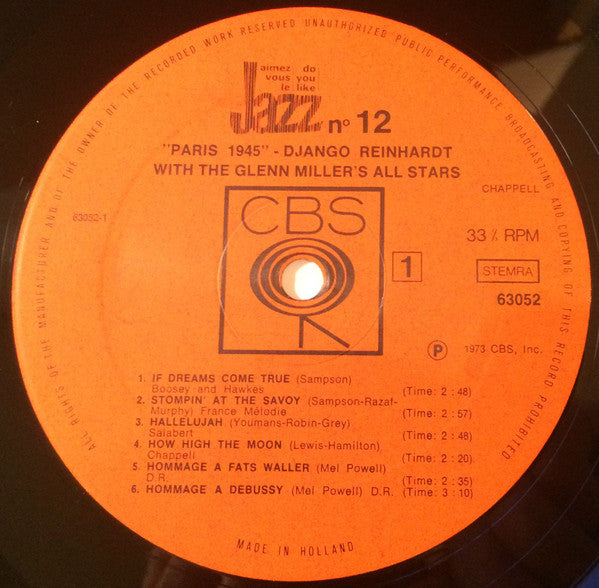 ALL RIGHTS OF THE MANUFACTURER AND OF THE OWNER OF THE RECORDED WORK RESERVED UNAUTHORIZED PUBLIC PERFORMANCE BROADCASTING AND COPYING OF THIS RECORD PROHIBITED
aimez do
vous you
le like
Jazz nº 12
"PARIS 1945" - DJANGO REINHARDT
WITH THE GLENN MILLER'S ALL STARS
CHAPPELL
63052-1
CBS
33⅓ RPM
1
STEMRA
63052
Ⓟ 1973 CBS, Inc.
1. IF DREAMS COME TRUE (Sampson)
Boosey and Hawkes (Time: 2 : 48)
2. STOMPIN' AT THE SAVOY (Sampson-Razaf-
Murphy) France Mélodie (Time: 2 : 57)
3. HALLELUJAH (Youmans-Robin-Grey)
Salabert (Time: 2 : 48)
4. HOW HIGH THE MOON (Lewis-Hamilton)
Chappell (Time: 2 : 20)
5. HOMMAGE A FATS WALLER (Mel Powell)
D.R. (Time: 2 : 35)
6. HOMMAGE A DEBUSSY (Mel Powell) D.R. (Time: 3 : 10)
MADE IN HOLLAND